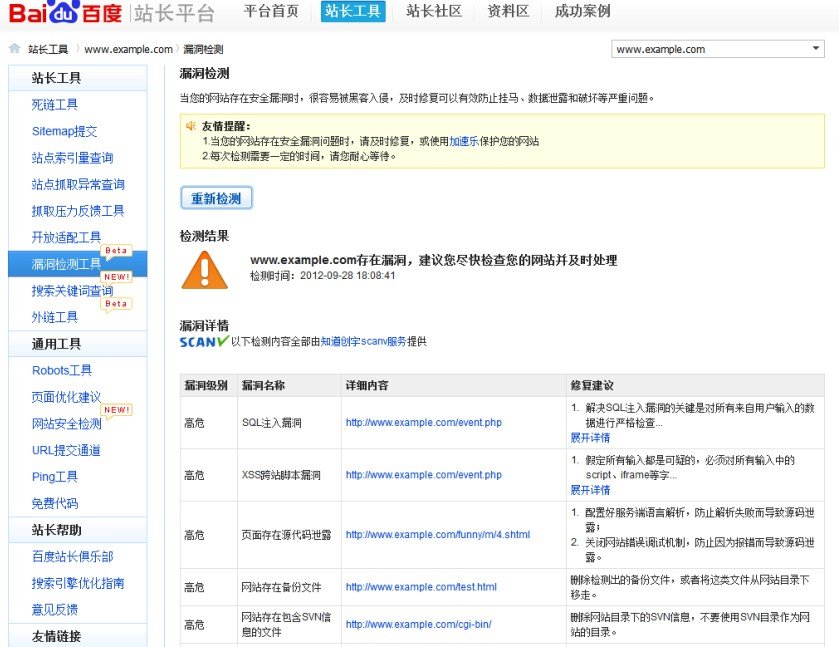 Bai du 百度 站长平台
平台首页 站长工具 站长社区 资料区 成功案例
站长工具 〉 www.example.com 〉 漏洞检测
www.example.com
站长工具
死链工具
Sitemap提交
站点索引量查询
站点抓取异常查询
抓取压力反馈工具
开放适配工具
Beta
漏洞检测工具
NEW!
搜索关键词查询
Beta
外链工具
通用工具
Robots工具
页面优化建议
NEW!
网站安全检测
URL提交通道
Ping工具
免费代码
站长帮助
百度站长俱乐部
搜索引擎优化指南
意见反馈
友情链接
漏洞检测
当您的网站存在安全漏洞时，很容易被黑客入侵，及时修复可以有效防止挂马、数据泄露和破坏等严重问题。
友情提醒：
1.当您的网站存在安全漏洞问题时，请及时修复，或使用加速乐保护您的网站
2.每次检测需要一定的时间，请您耐心等待。
重新检测
检测结果
www.example.com存在漏洞，建议您尽快检查您的网站并及时处理
检测时间：2012-09-28 18:08:41
漏洞详情
SCANV 以下检测内容全部由知道创宇scanv服务提供
漏洞级别 漏洞名称 详细内容 修复建议
高危 SQL注入漏洞 http://www.example.com/event.php
1. 解决SQL注入漏洞的关键是对所有来自用户输入的数
据进行严格检查...
展开详情
高危 XSS跨站脚本漏洞 http://www.example.com/event.php
1. 假定所有输入都是可疑的，必须对所有输入中的
script、iframe等字...
展开详情
高危 页面存在源代码泄露 http://www.example.com/funny/m/4.shtml
1. 配置好服务端语言解析，防止解析失败而导致源码泄
露；
2. 关闭网站错误调试机制，防止因为报错而导致源码泄
露。
高危 网站存在备份文件 http://www.example.com/test.html
删除检测出的备份文件，或者将这类文件从网站目录下
移走。
高危 网站存在包含SVN信
息的文件 http://www.example.com/cgi-bin/
删除网站目录下的SVN信息，不要使用SVN目录作为网
站的目录。